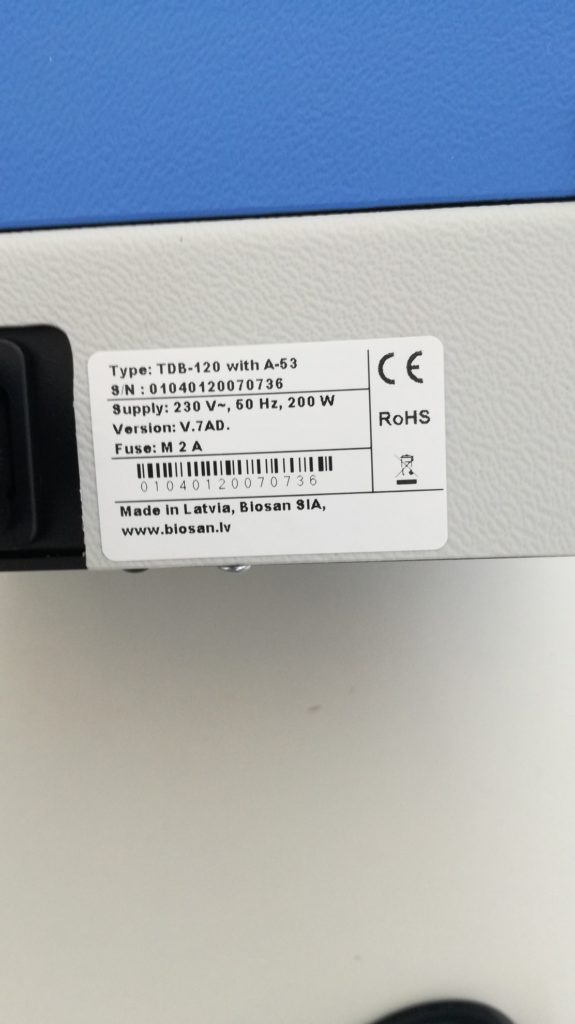 Type: TDB-120 with A-53
S/N : 01040120070736
Supply: 230 V~, 50 Hz, 200 W
Version: V.7AD.
Fuse: M 2 A
01040120070736
Made in Latvia, Biosan SIA,
www.biosan.lv
CE
RoHS